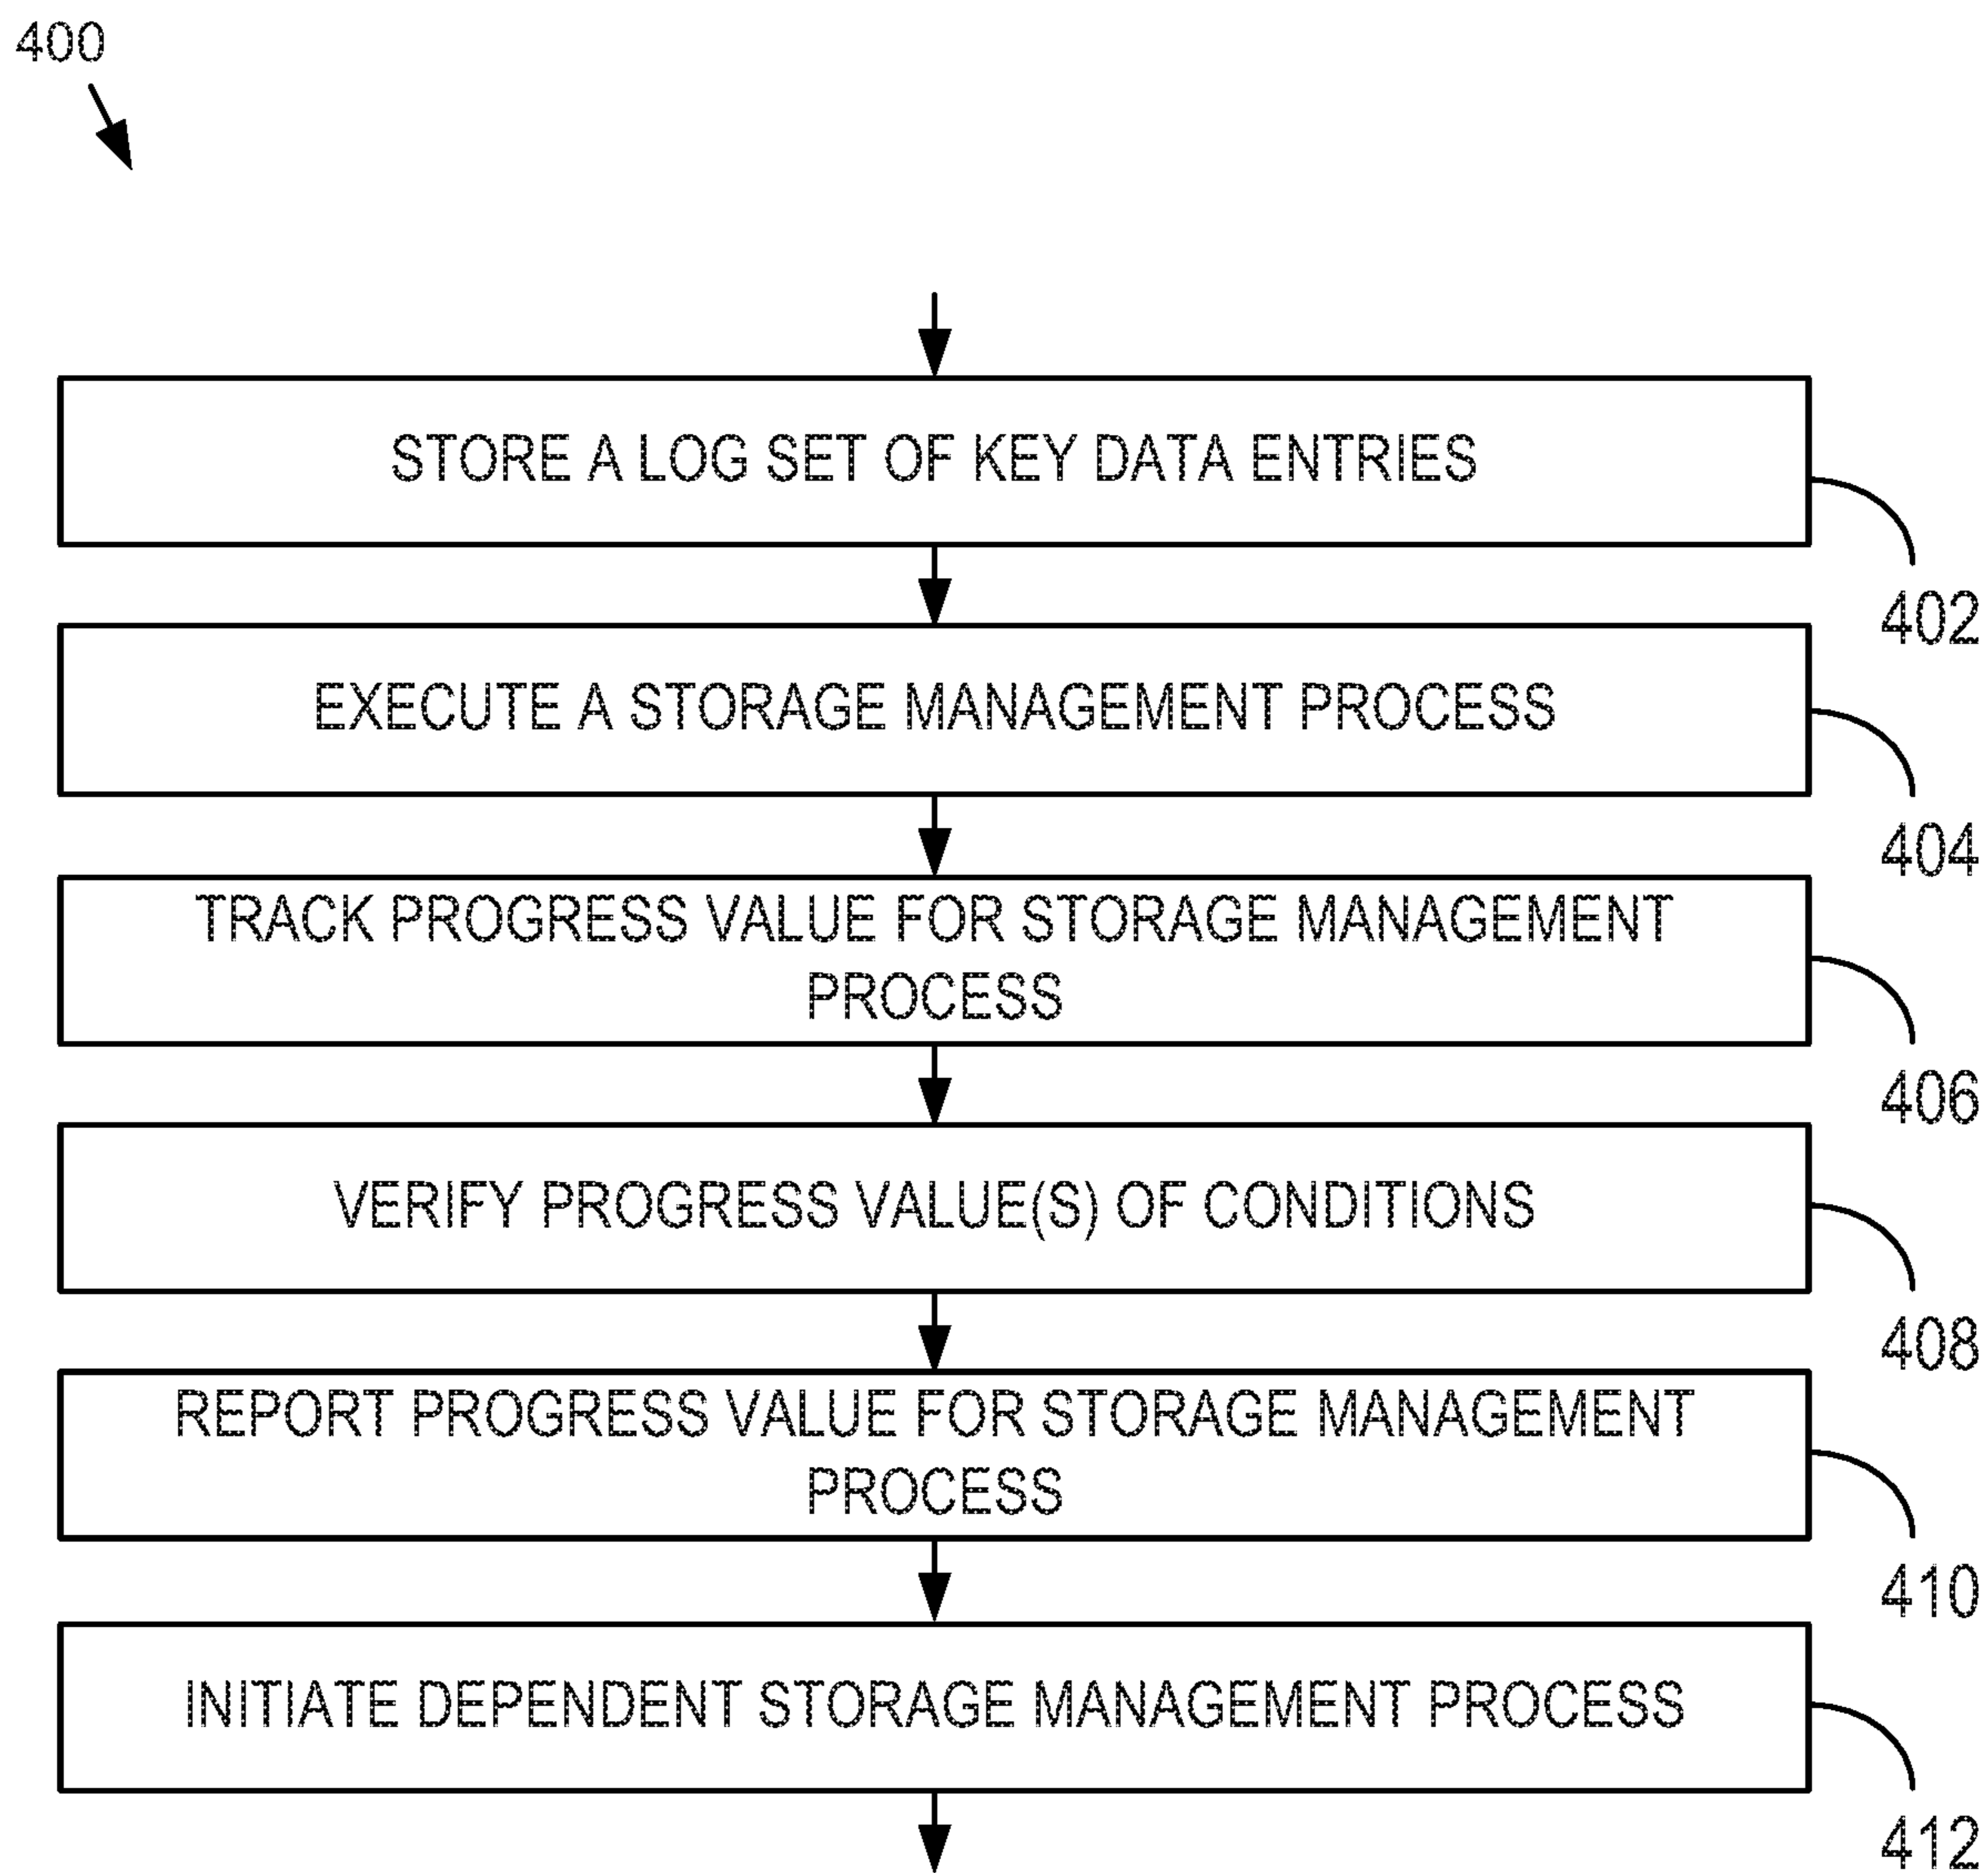 400
STORE A LOG SET OF KEY DATA ENTRIES
402
EXECUTE A STORAGE MANAGEMENT PROCESS
404
TRACK PROGRESS VALUE FOR STORAGE MANAGEMENT
PROCESS
406
VERIFY PROGRESS VALUE(S) OF CONDITIONS
408
REPORT PROGRESS VALUE FOR STORAGE MANAGEMENT
PROCESS
410
INITIATE DEPENDENT STORAGE MANAGEMENT PROCESS
412